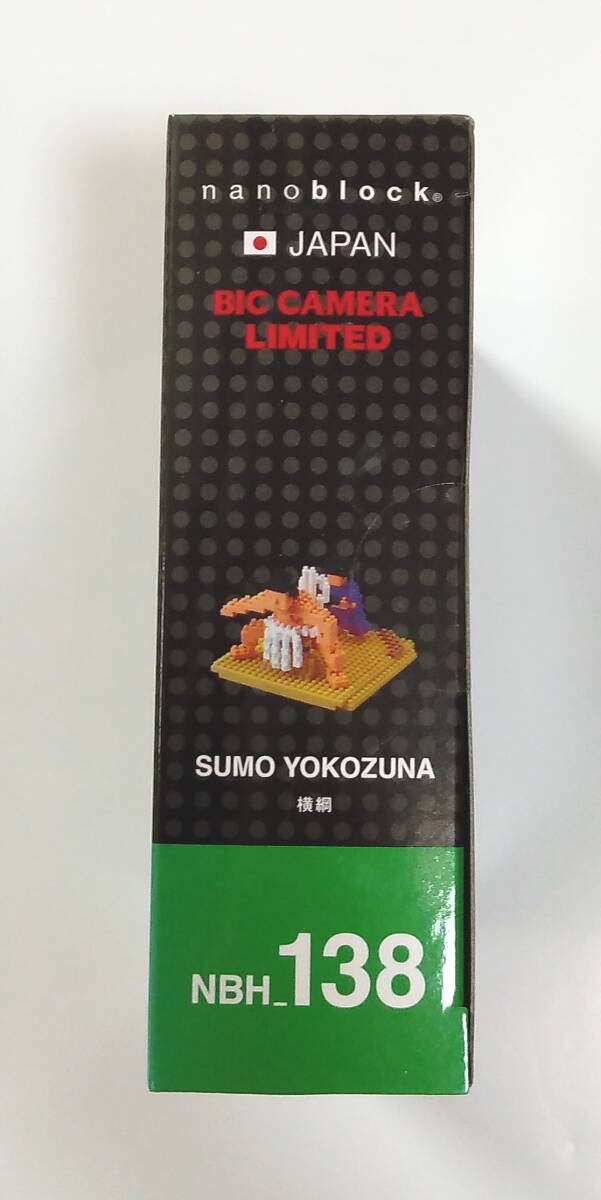 nanoblock®
JAPAN
BIC CAMERA
LIMITED
SUMO YOKOZUNA
横綱
NBH_138